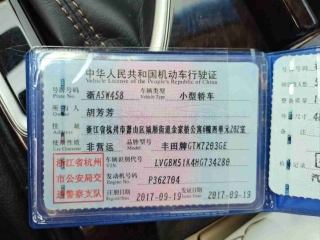 中华人民共和国机动车行驶证
Vehicle License of the People's Republic of China
号牌号码 浙A5W458 车辆类型 小型轿车
Plate No. Vehicle Type
所有人 胡芳芳
Owner
住址 浙江省杭州市萧山区城厢街道金家桥公寓6幢西单元202室
使用性质 非营运 品牌型号 丰田牌GTM7203GE
浙江省杭州市公安局交通警察支队
车辆识别代号 LVGBM51K4HG734280
发动机号码 P362704
注册日期 2017-09-19 发证日期 2017-09-19